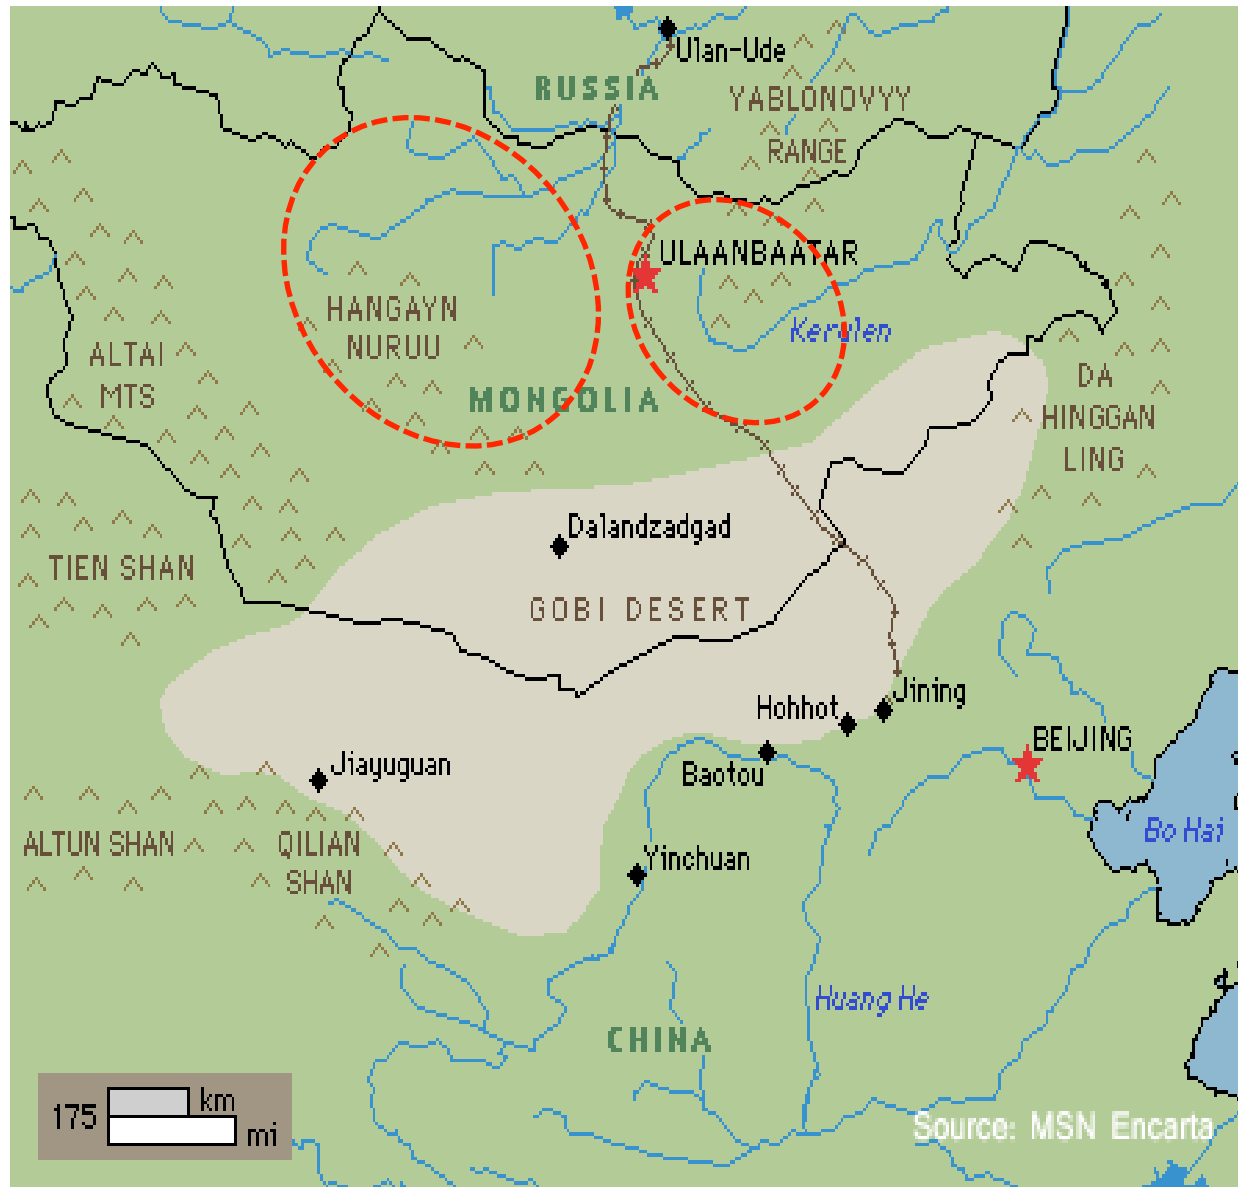 Ulan-Ude
RUSSIA
YABLONOVYY
RANGE
ULAANBAATAR
HANGAYN
NURUU
Kerulen
ALTAI
MTS
MONGOLIA
DA
HINGGAN
LING
Dalandzadgad
TIEN SHAN
GOBI DESERT
Jining
Hohhot
BEIJING
Jiayuguan
Baotou
Bo Hai
ALTUN SHAN
QILIAN
SHAN
Yinchuan
Huang He
CHINA
175
km
mi
Source: MSN Encarta